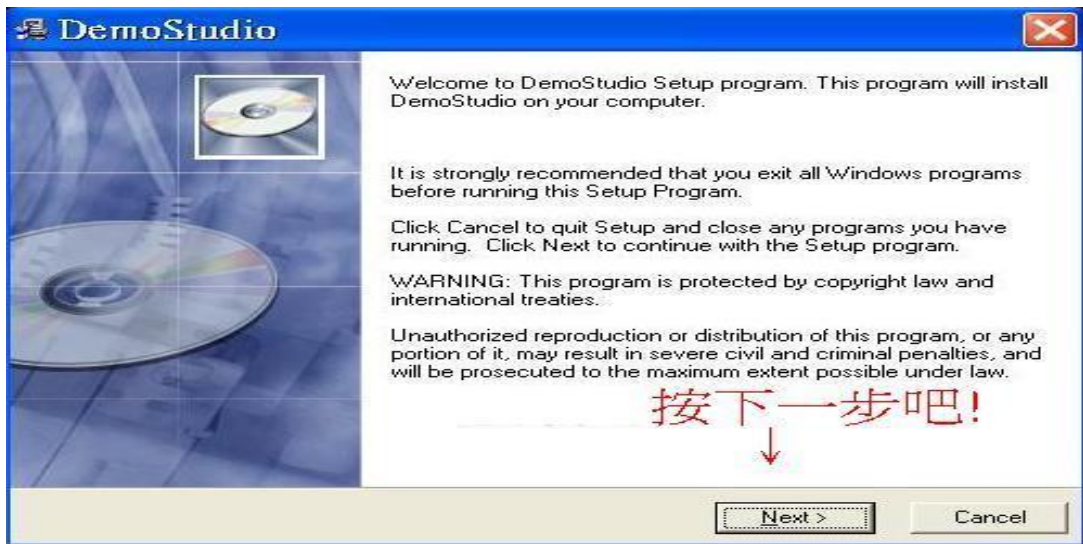 DemoStudio
Welcome to DemoStudio Setup program. This program will install
DemoStudio on your computer.
It is strongly recommended that you exit all Windows programs
before running this Setup Program.
Click Cancel to quit Setup and close any programs you have
running. Click Next to continue with the Setup program.
WARNING: This program is protected by copyright law and
international treaties.
Unauthorized reproduction or distribution of this program, or any
portion of it, may result in severe civil and criminal penalties, and
will be prosecuted to the maximum extent possible under law.
按下一步吧!
↓
Next >
Cancel